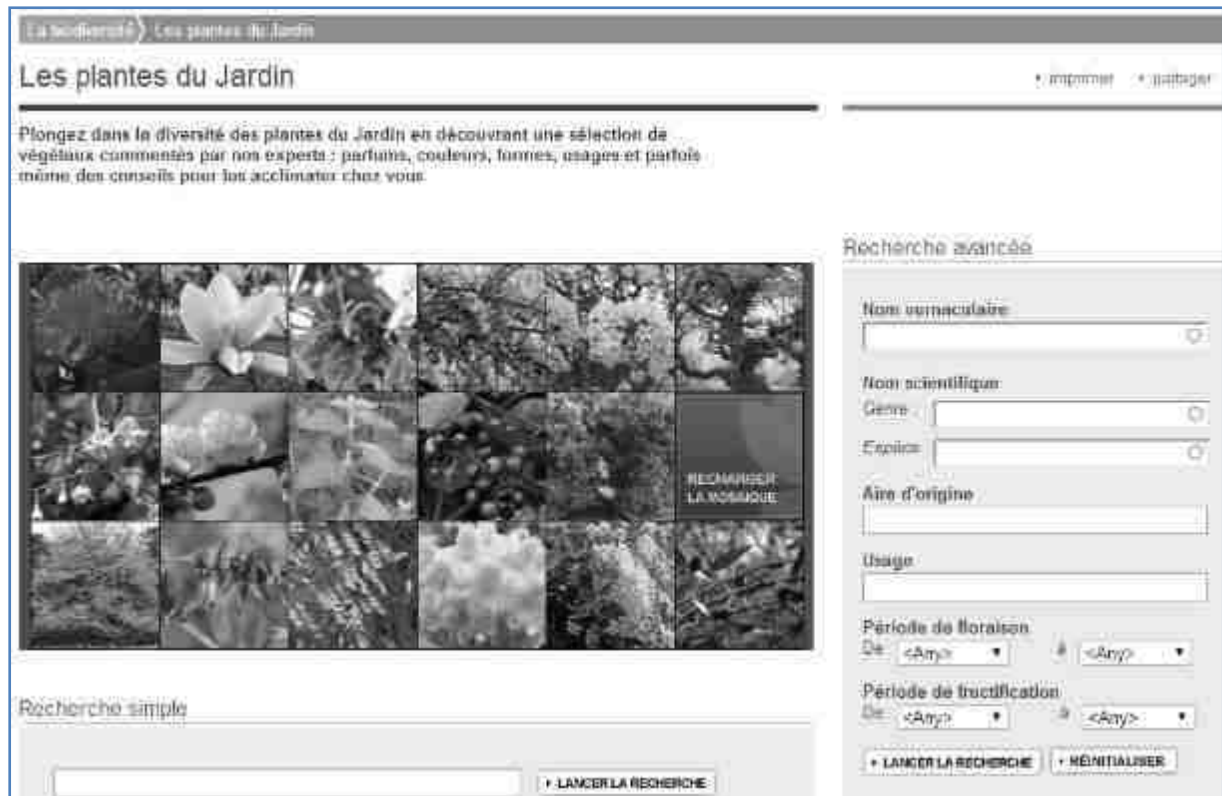 La biodiversité > Les plantes du Jardin
Les plantes du Jardin
imprimer
partager
Plongez dans la diversité des plantes du Jardin en découvrant une sélection de
végétaux commentés par nos experts : parfums, couleurs, formes, usages et parfois
même des conseils pour les acclimater chez vous
RECHARGER
LA MOSAIQUE
Recherche simple
LANCER LA RECHERCHE
Recherche avancée
Nom vernaculaire
Nom scientifique
Genre
Espèce
Aire d'origine
Usage
Période de floraison
De <Any> à <Any>
Période de fructification
De <Any> à <Any>
LANCER LA RECHERCHE
RÉINITIALISER